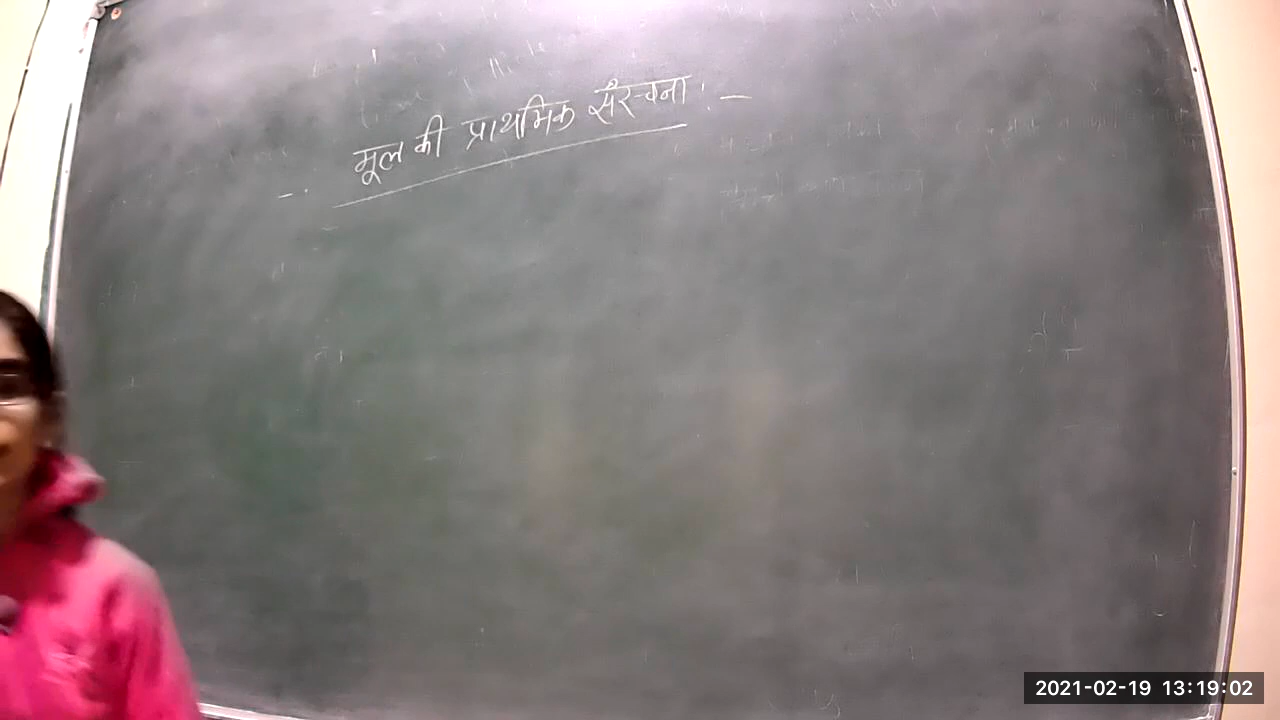 मूल की प्राथमिक संरचना :-
2021-02-19 13:19:02